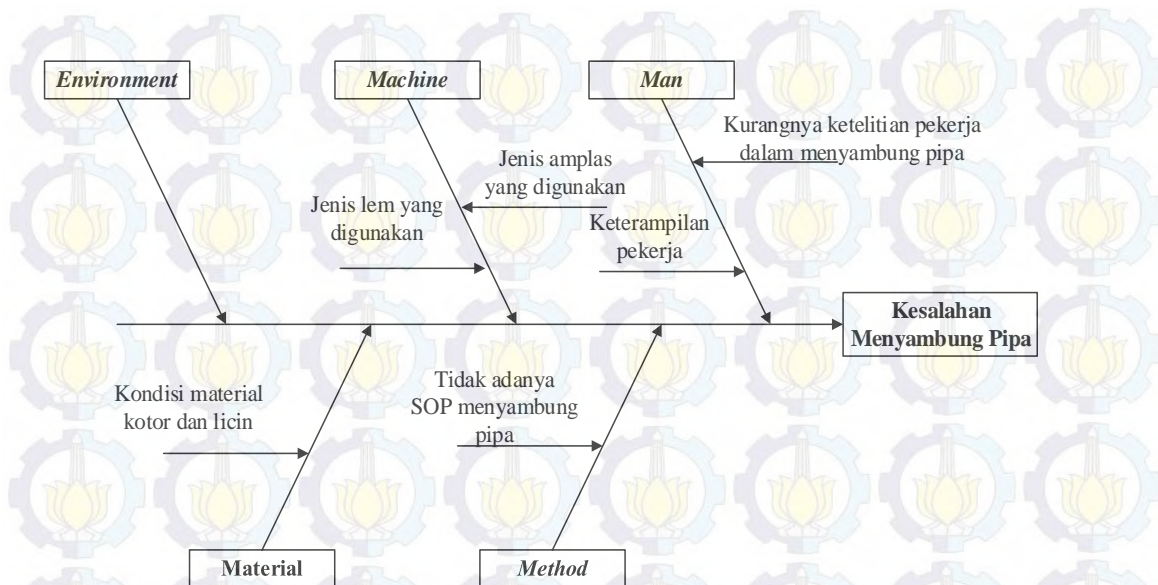 Environment
Machine
Man
Kurangnya ketelitian pekerja
dalam menyambung pipa
Jenis amplas
yang digunakan
Jenis lem yang
digunakan
Keterampilan
pekerja
Kesalahan
Menyambung Pipa
Kondisi material
kotor dan licin
Tidak adanya
SOP menyambung
pipa
Material
Method